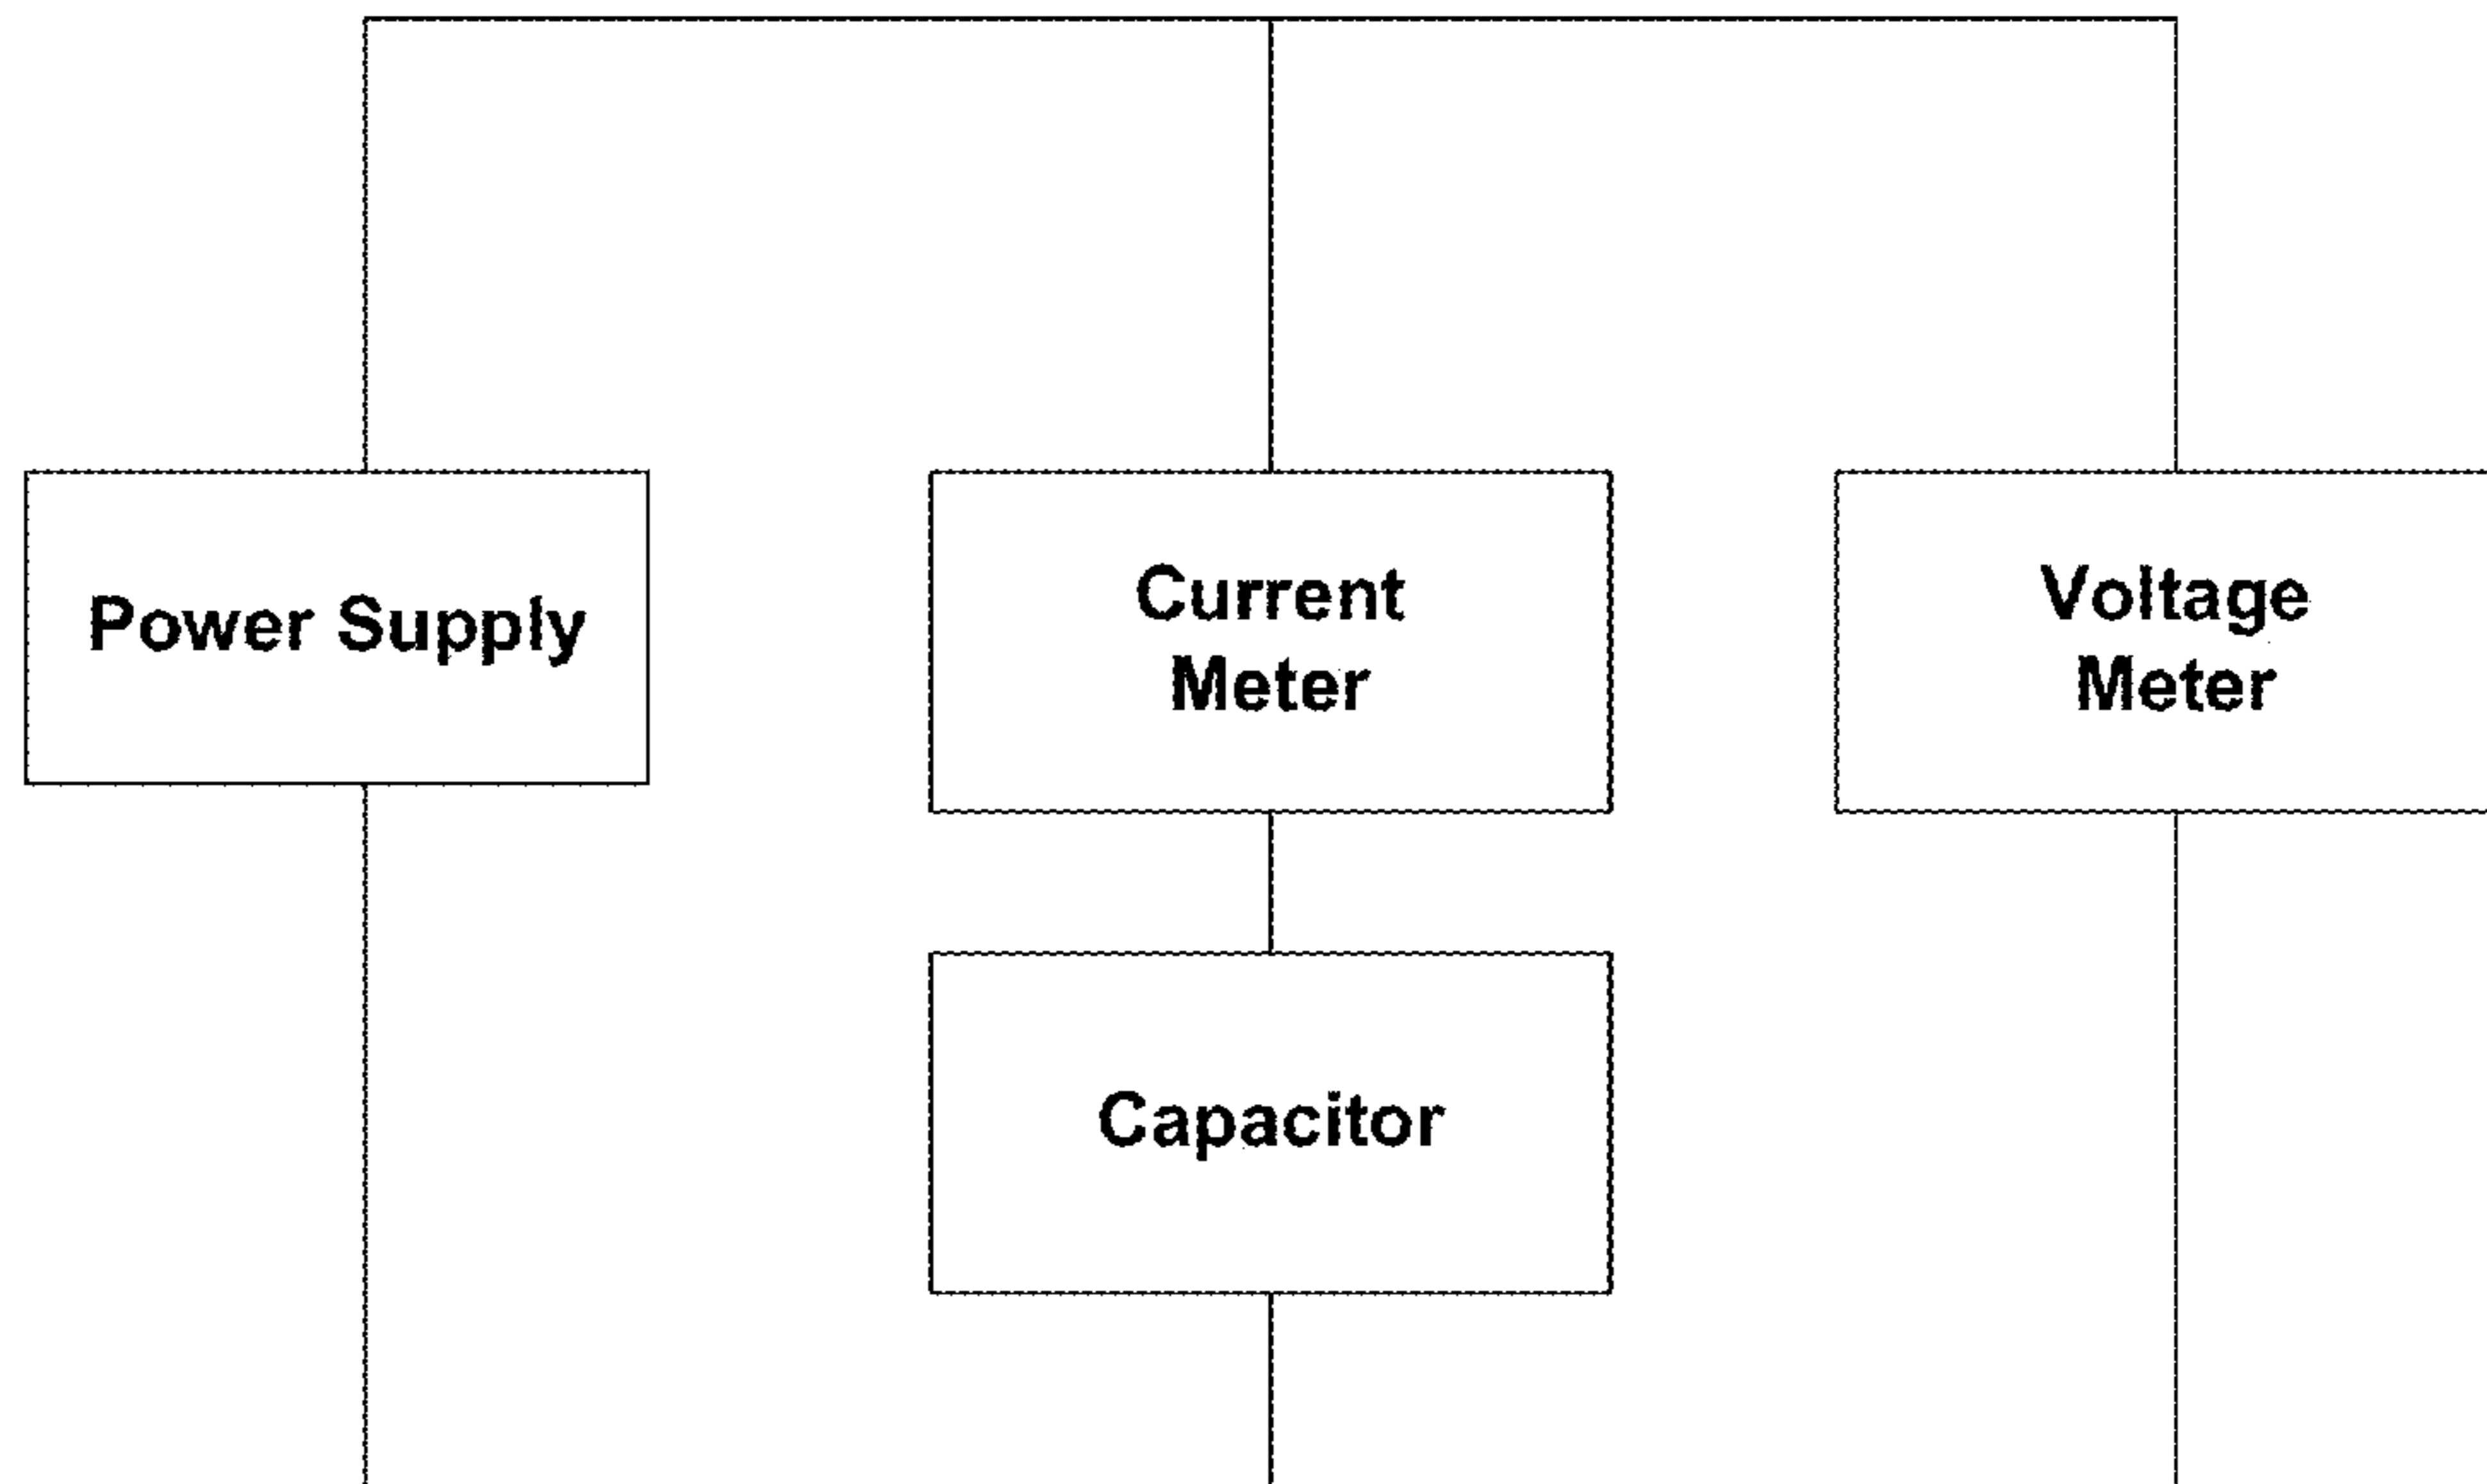 Power Supply
Current
Meter
Voltage
Meter
Capacitor